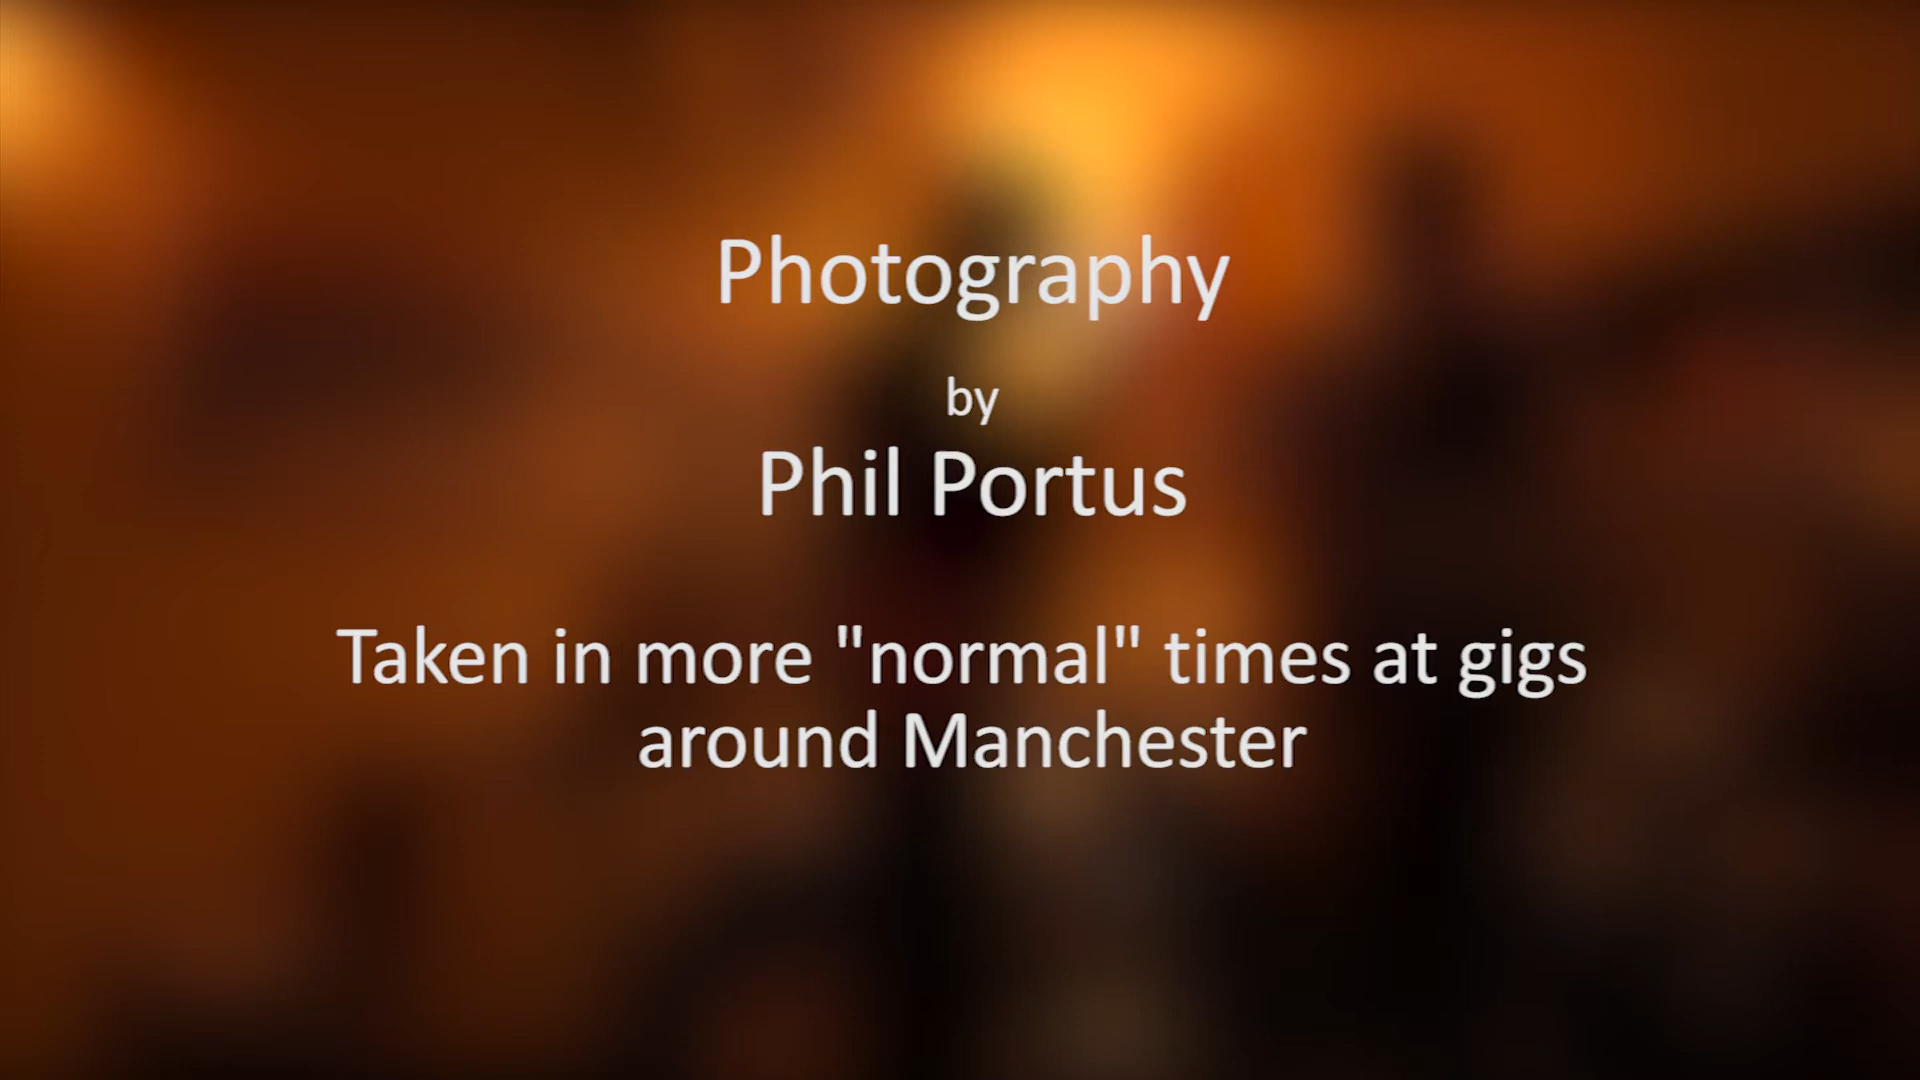 Photography
by
Phil Portus
Taken in more "normal" times at gigs
around Manchester